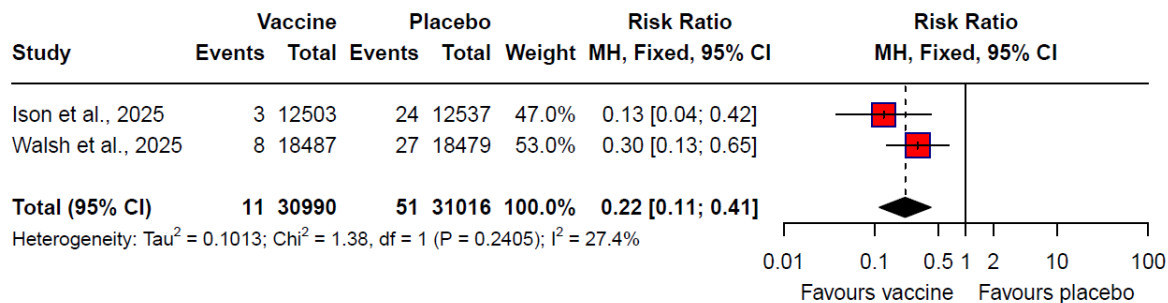 Vaccine Placebo Risk Ratio Risk Ratio
Study Events Total Events Total Weight MH, Fixed, 95% CI MH, Fixed, 95% CI
Ison et al., 2025 3 12503 24 12537 47.0% 0.13 [0.04; 0.42]
Walsh et al., 2025 8 18487 27 18479 53.0% 0.30 [0.13; 0.65]
Total (95% CI) 11 30990 51 31016 100.0% 0.22 [0.11; 0.41]
Heterogeneity: Tau² = 0.1013; Chi² = 1.38, df = 1 (P = 0.2405); I² = 27.4%
0.01 0.1 0.5 1 2 10 100
Favours vaccine Favours placebo